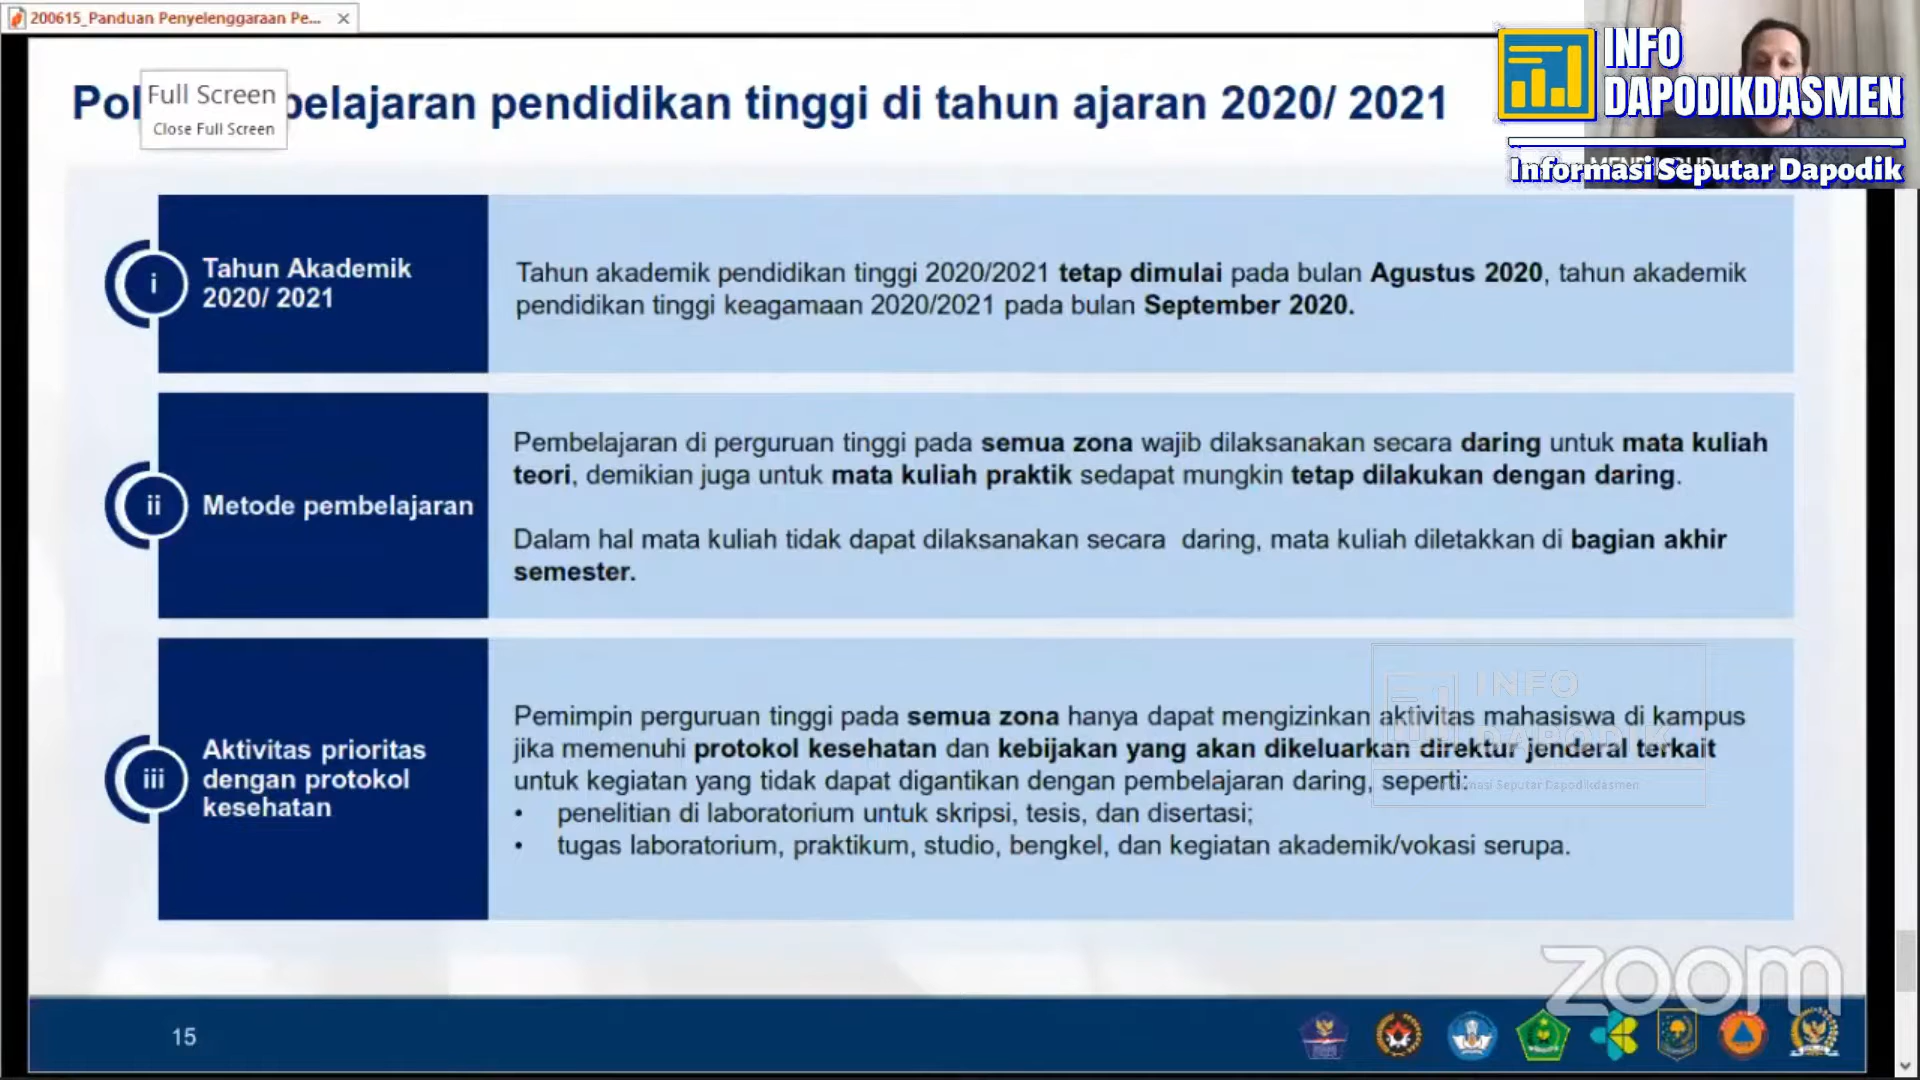 200615_Panduan Penyelenggaraan Pe...
Full Screen
Close Full Screen
Pol belajaran pendidikan tinggi di tahun ajaran 2020/ 2021
INFO
DAPODIKDASMEN
Informasi Seputar Dapodik
i
Tahun Akademik
2020/ 2021
Tahun akademik pendidikan tinggi 2020/2021 tetap dimulai pada bulan Agustus 2020, tahun akademik
pendidikan tinggi keagamaan 2020/2021 pada bulan September 2020.
ii
Metode pembelajaran
Pembelajaran di perguruan tinggi pada semua zona wajib dilaksanakan secara daring untuk mata kuliah
teori, demikian juga untuk mata kuliah praktik sedapat mungkin tetap dilakukan dengan daring.
Dalam hal mata kuliah tidak dapat dilaksanakan secara daring, mata kuliah diletakkan di bagian akhir
semester.
iii
Aktivitas prioritas
dengan protokol
kesehatan
Pemimpin perguruan tinggi pada semua zona hanya dapat mengizinkan aktivitas mahasiswa di kampus
jika memenuhi protokol kesehatan dan kebijakan yang akan dikeluarkan direktur jenderal terkait
untuk kegiatan yang tidak dapat digantikan dengan pembelajaran daring, seperti:
• penelitian di laboratorium untuk skripsi, tesis, dan disertasi;
• tugas laboratorium, praktikum, studio, bengkel, dan kegiatan akademik/vokasi serupa.
INFO
DAPODIK
Seputar Dapodikdasmen
zoom
15